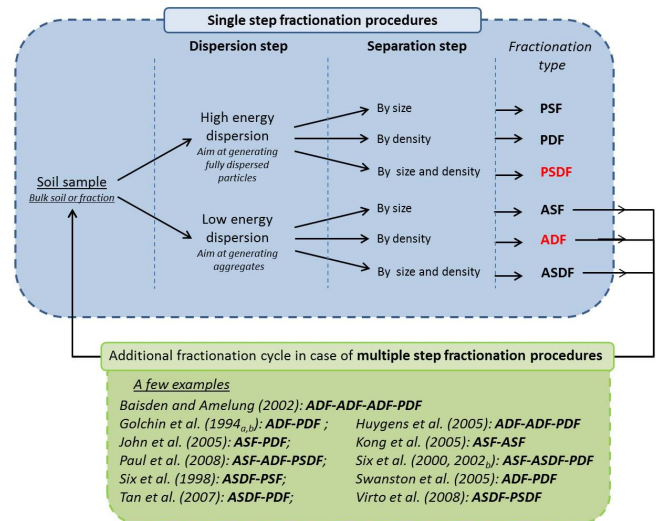 Single step fractionation procedures
Dispersion step
Separation step
Fractionation
type
Soil sample
Bulk soil or fraction
High energy
dispersion
Aim at generating
fully dispersed
particles
By size
PSF
By density
PDF
By size and density
PSDF
Low energy
dispersion
Aim at generating
aggregates
By size
ASF
By density
ADF
By size and density
ASDF
Additional fractionation cycle in case of multiple step fractionation procedures
A few examples
Baisden and Amelung (2002): ADF-ADF-ADF-PDF
Golchin et al. (1994a,b): ADF-PDF ;
Huygens et al. (2005): ADF-ADF-PDF
John et al. (2005): ASF-PDF;
Kong et al. (2005): ASF-ASF
Paul et al. (2008): ASF-ADF-PSDF;
Six et al. (2000, 2002b): ASF-ASDF-PDF
Six et al. (1998): ASDF-PSF;
Swanston et al. (2005): ADF-PDF
Tan et al. (2007): ASDF-PDF;
Virto et al. (2008): ASDF-PSDF